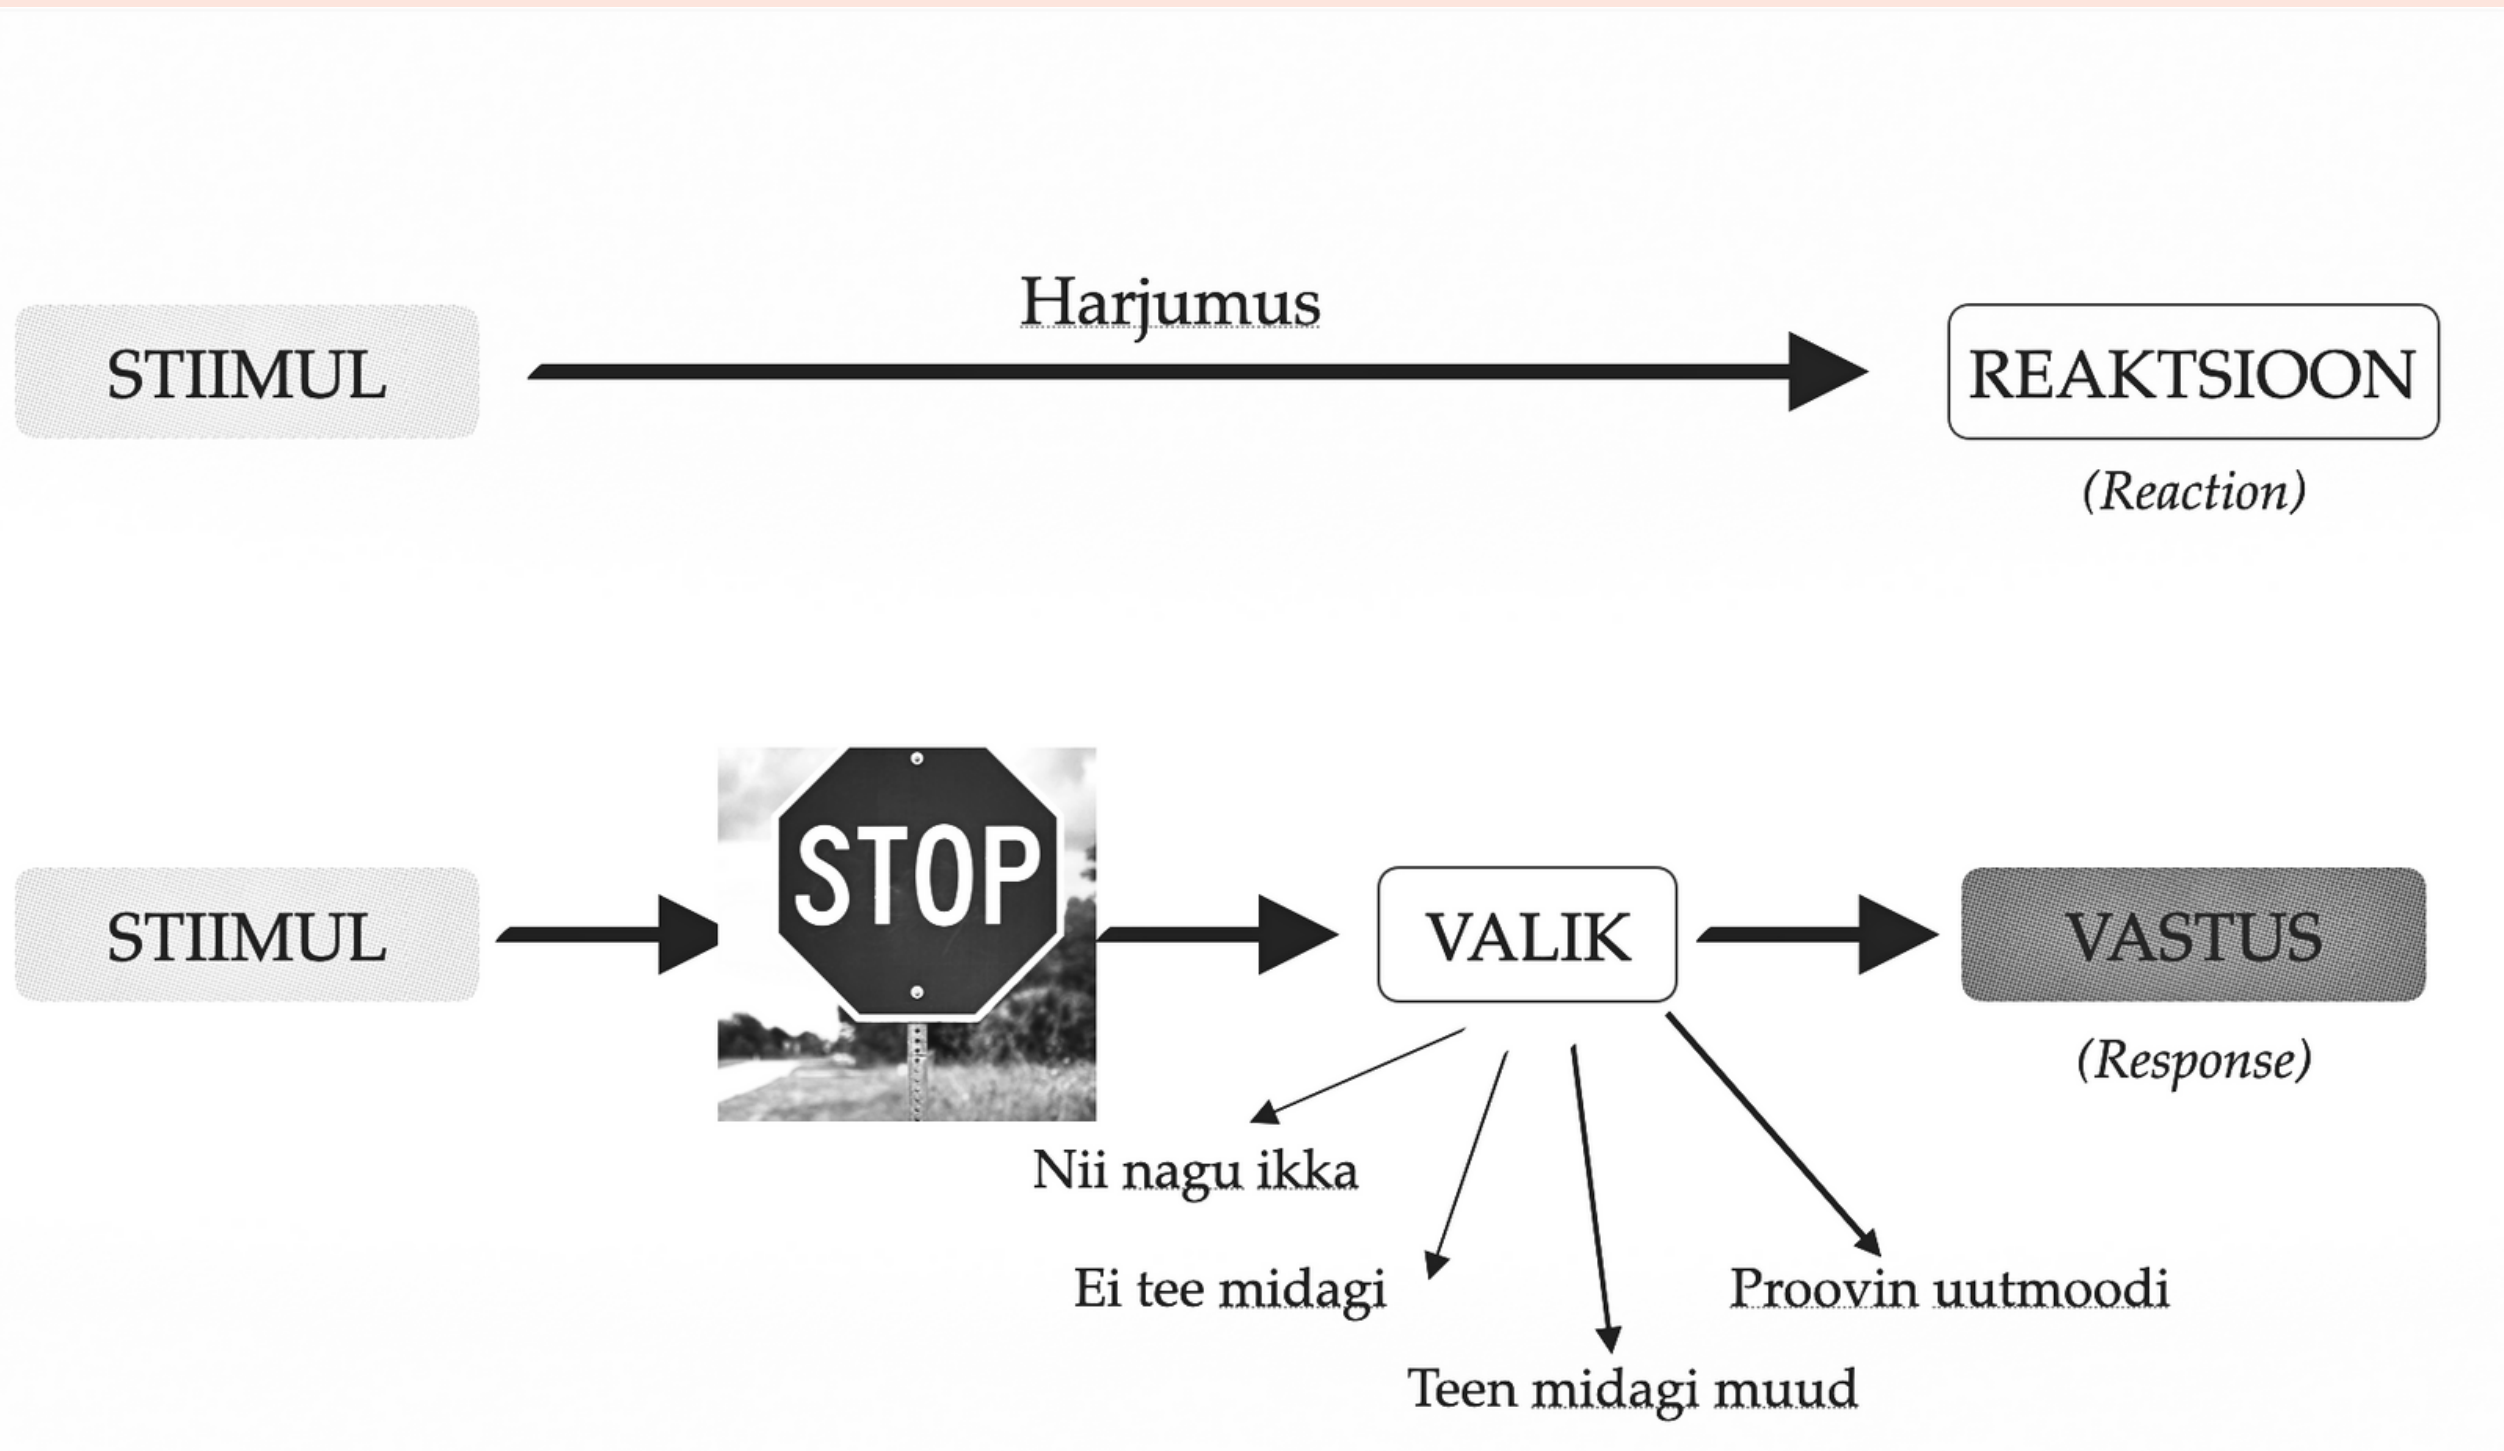 Harjumus
STIIMUL
REAKTSIOON
(Reaction)
STIIMUL
STOP
VALIK
VASTUS
(Response)
Nii nagu ikka
Ei tee midagi
Proovin uutmoodi
Teen midagi muud